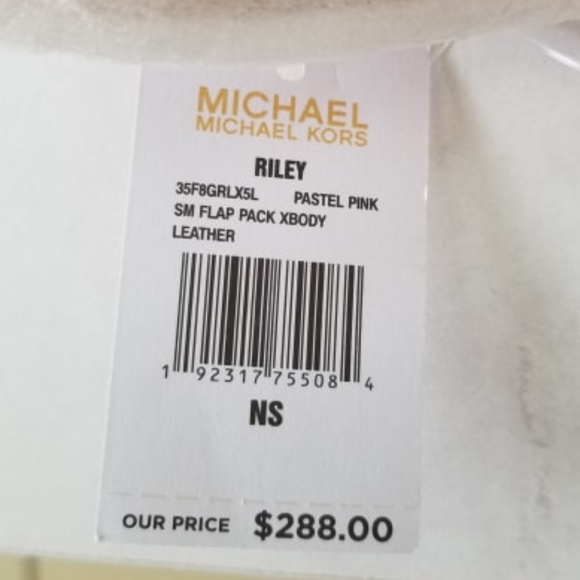 MICHAEL
MICHAEL KORS
RILEY
35F8GRLX5L PASTEL PINK
SM FLAP PACK XBODY
LEATHER
1 92317 75508 4
NS
OUR PRICE $288.00